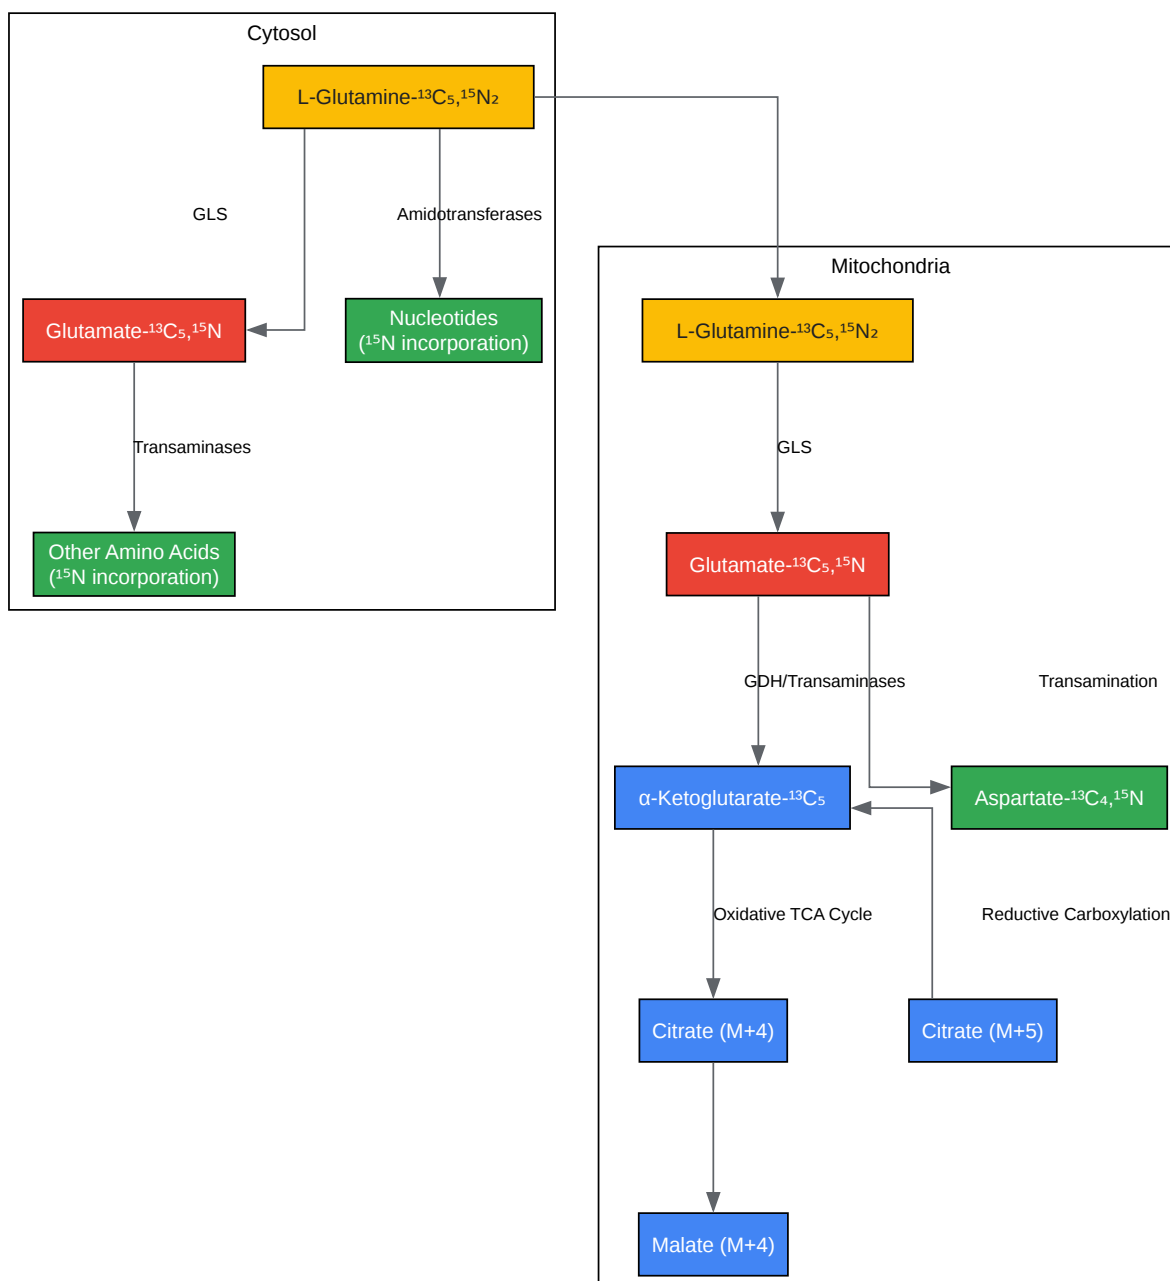 Cytosol
L-Glutamine-¹³C₅,¹⁵N₂
GLS
Amidotransferases
Glutamate-¹³C₅,¹⁵N
Nucleotides
(¹⁵N incorporation)
Transaminases
Other Amino Acids
(¹⁵N incorporation)
Mitochondria
L-Glutamine-¹³C₅,¹⁵N₂
GLS
Glutamate-¹³C₅,¹⁵N
GDH/Transaminases
Transamination
α-Ketoglutarate-¹³C₅
Aspartate-¹³C₄,¹⁵N
Oxidative TCA Cycle
Reductive Carboxylation
Citrate (M+4)
Citrate (M+5)
Malate (M+4)